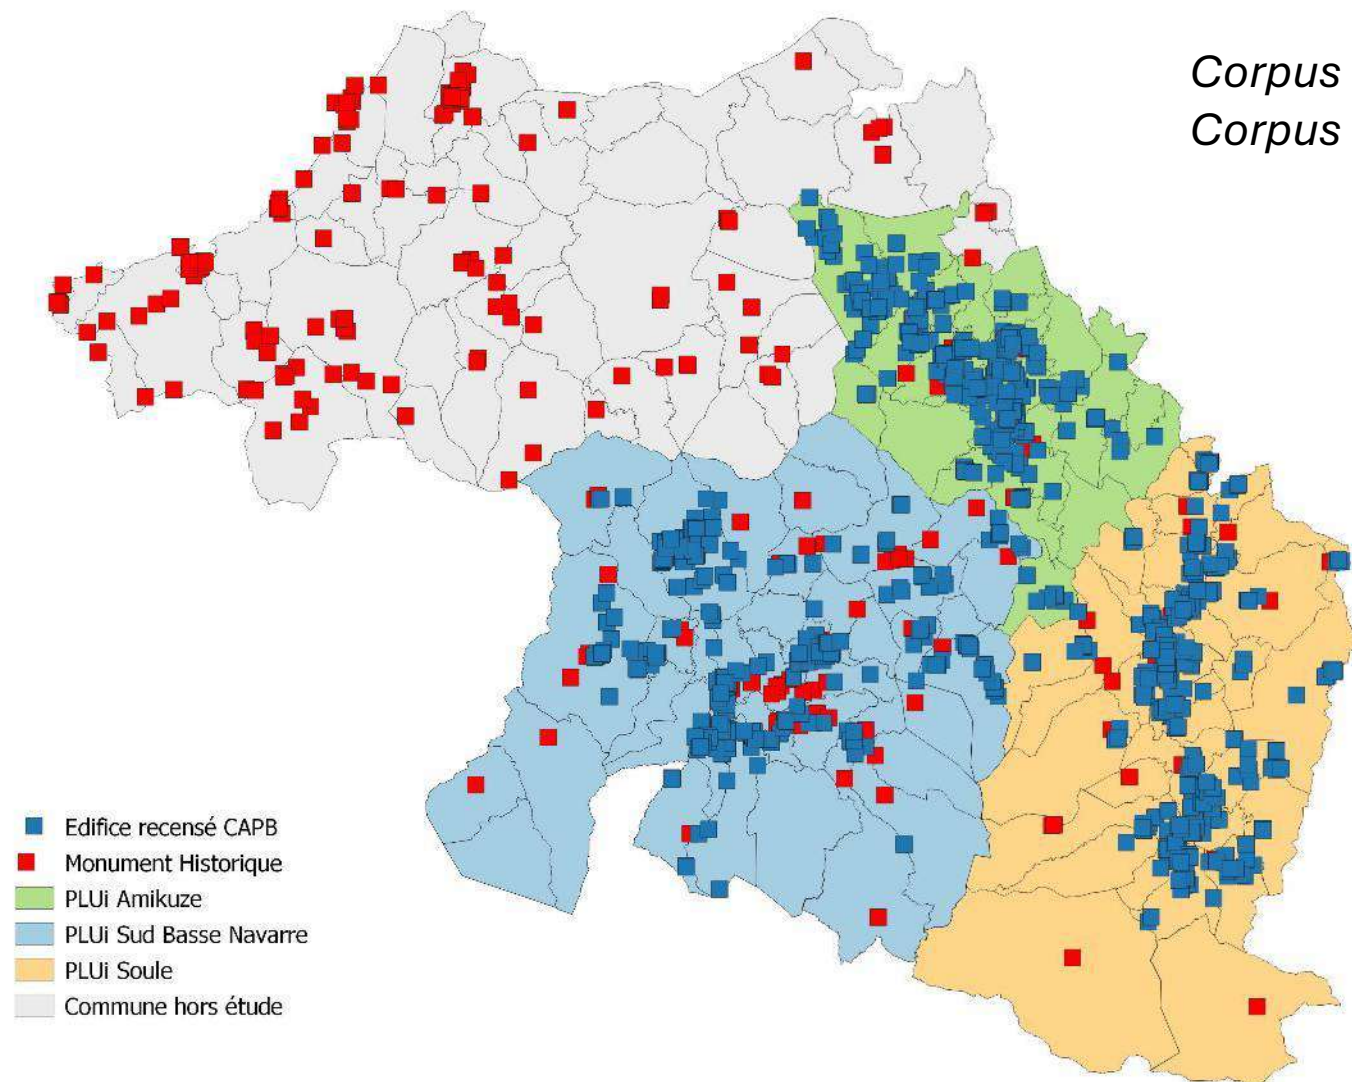 Corpus
Corpus
Edifice recensé CAPB
Monument Historique
PLUi Amikuze
PLUi Sud Basse Navarre
PLUi Soule
Commune hors étude